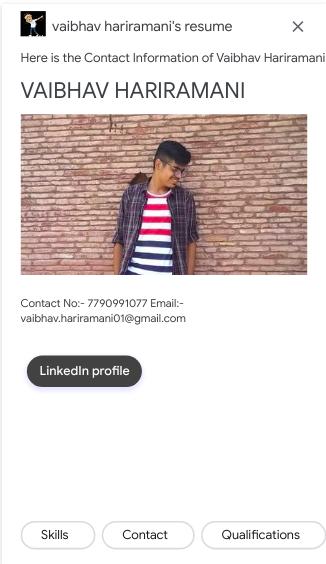 vaibhav hariramani's resume
Here is the Contact Information of Vaibhav Hariramani
VAIBHAV HARIRAMANI
Contact No:- 7790991077 Email:-
vaibhav.hariramani01@gmail.com
LinkedIn profile
Skills
Contact
Qualifications